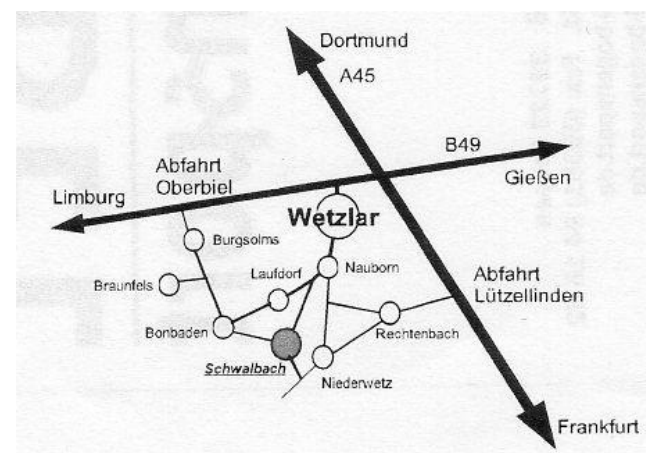 Dortmund
A45
B49
Abfahrt
Oberbiel
Gießen
Limburg
Wetzlar
Burgsolms
Laufdorf
Nauborn
Abfahrt
Lützellinden
Braunfels
Bonbaden
Rechtenbach
Schwalbach
Niederwetz
Frankfurt